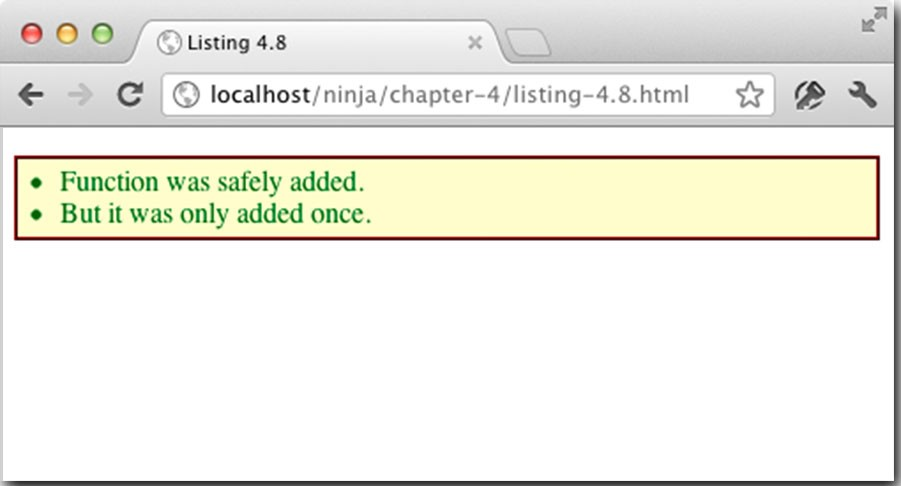 Listing 4.8
localhost/ninja/chapter-4/listing-4.8.html
Function was safely added.
But it was only added once.